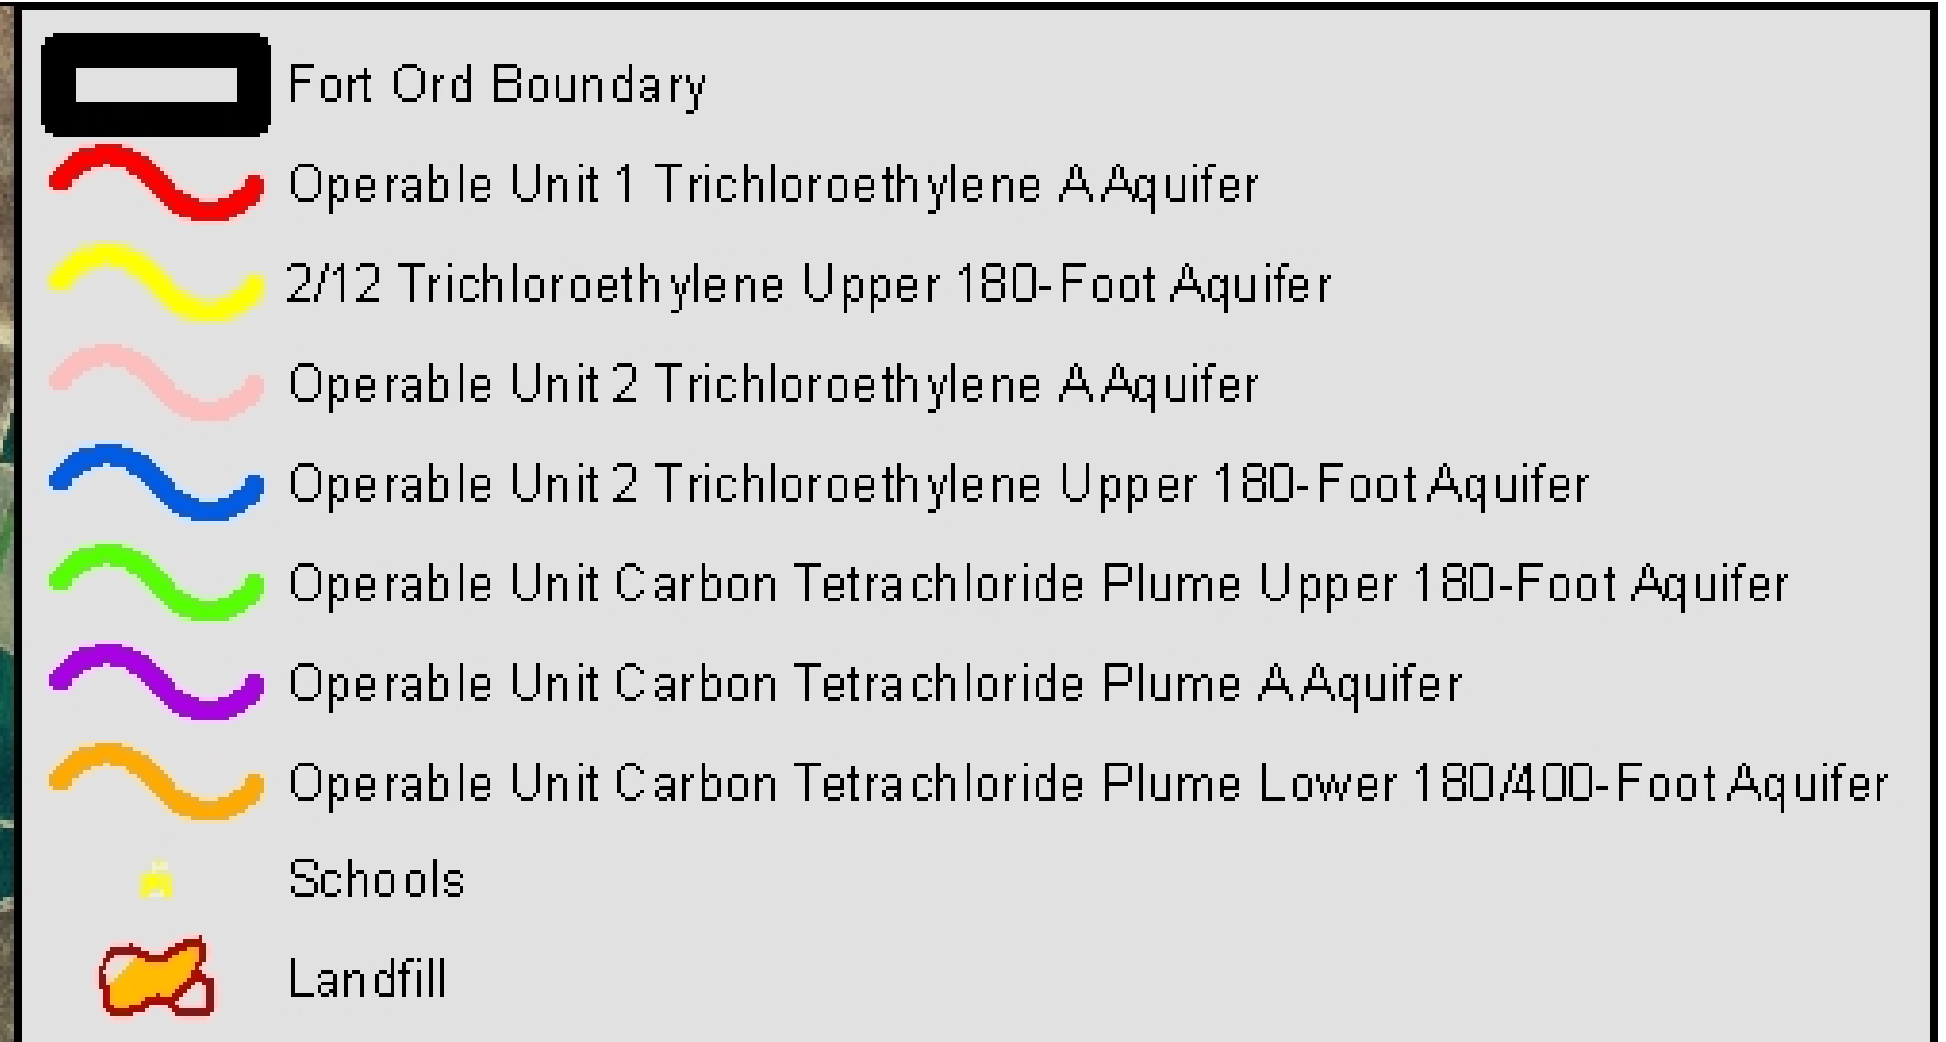 Fort Ord Boundary
Operable Unit 1 Trichloroethylene A Aquifer
2/12 Trichloroethylene Upper 180-Foot Aquifer
Operable Unit 2 Trichloroethylene A Aquifer
Operable Unit 2 Trichloroethylene Upper 180-Foot Aquifer
Operable Unit Carbon Tetrachloride Plume Upper 180-Foot Aquifer
Operable Unit Carbon Tetrachloride Plume A Aquifer
Operable Unit Carbon Tetrachloride Plume Lower 180/400-Foot Aquifer
Schools
Landfill